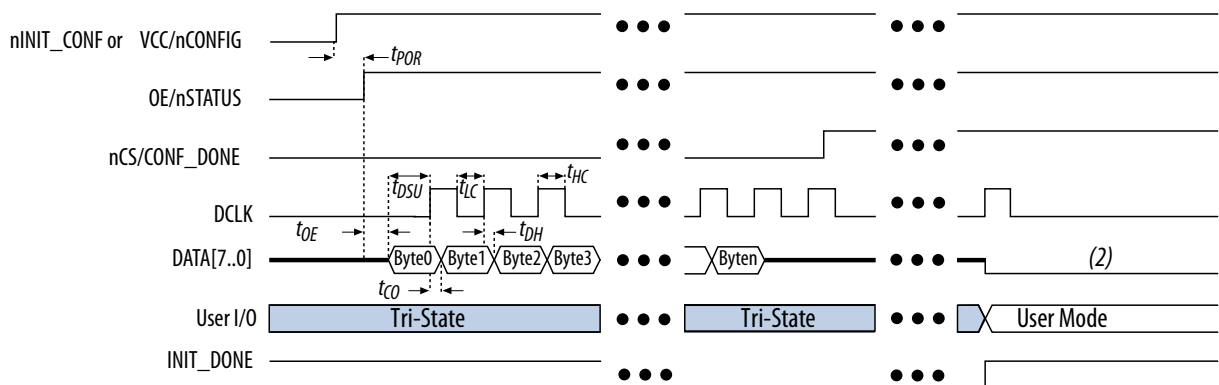 nINIT_CONF or VCC/nCONFIG
tPOR
OE/nSTATUS
nCS/CONF_DONE
tDSU
tLC
tHC
DCLK
tOE
tDH
DATA[7..0]
Byte0
Byte1
Byte2
Byte3
Byten
(2)
tCO
User I/O
Tri-State
Tri-State
User Mode
INIT_DONE